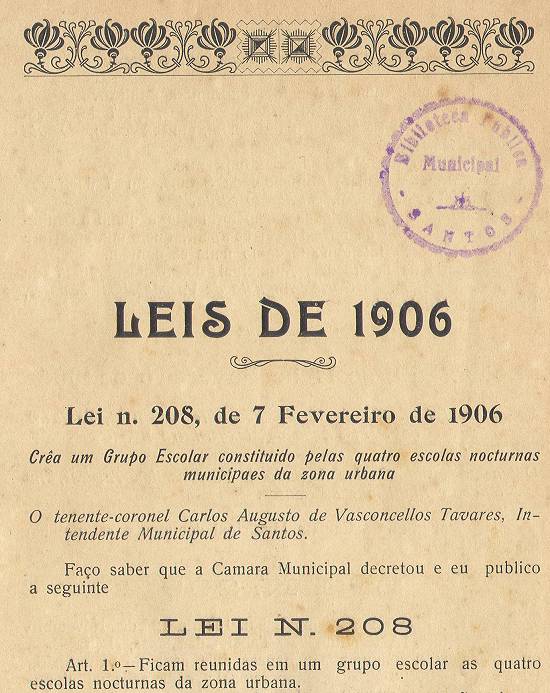 Bibliotheca Publica
Municipal
SANTOS
LEIS DE 1906
Lei n. 208, de 7 Fevereiro de 1906
Crêa um Grupo Escolar constituido pelas quatro escolas nocturnas
municipaes da zona urbana
O tenente-coronel Carlos Augusto de Vasconcellos Tavares, In-
tendente Municipal de Santos.
Faço saber que a Camara Municipal decretou e eu publico
a seguinte
LEI N. 208
Art. 1.º—Ficam reunidas em um grupo escolar as quatro
escolas nocturnas da zona urbana.